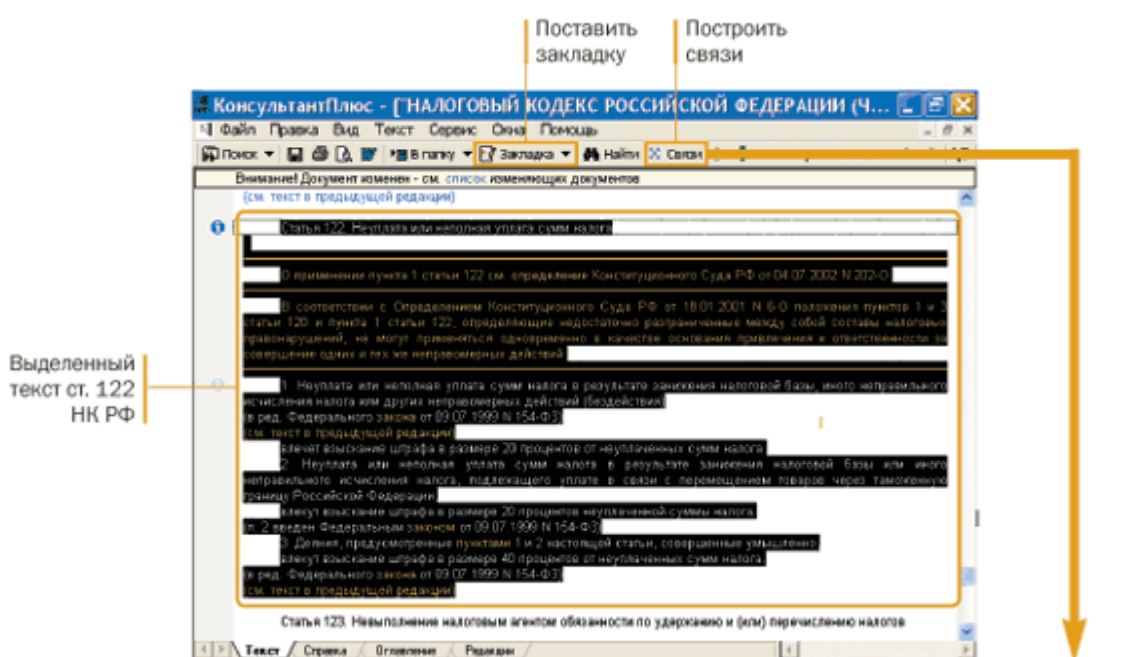 Поставить
закладку
Построить
связи
КонсультантПлюс - ["НАЛОГОВЫЙ КОДЕКС РОССИЙСКОЙ ФЕДЕРАЦИИ (Ч...
Файл Правка Вид Текст Сервис Окна Помощь
Поиск В папку Закладка Найти Связи
Внимание! Документ изменен - см. список изменяющих документов
(см. текст в предыдущей редакции)
Статья 122. Неуплата или неполная уплата сумм налога
О применении пункта 1 статьи 122 см. определение Конституционного Суда РФ от 04.07.2002 N 202-О.
В соответствии с Определением Конституционного Суда РФ от 18.01.2001 N 6-О положения пунктов 1 и 3
статьи 120 и пункта 1 статьи 122, определяющие недостаточно разграниченные между собой составы налоговых
правонарушений, не могут применяться одновременно в качестве основания привлечения к ответственности за
совершение одних и тех же неправомерных действий.
Выделенный
текст ст. 122
НК РФ
1. Неуплата или неполная уплата сумм налога в результате занижения налоговой базы, иного неправильного
исчисления налога или других неправомерных действий (бездействия)
(в ред. Федерального закона от 09.07.1999 N 154-ФЗ)
(см. текст в предыдущей редакции)
влечет взыскание штрафа в размере 20 процентов от неуплаченных сумм налога.
2. Неуплата или неполная уплата сумм налога в результате занижения налоговой базы или иного
неправильного исчисления налога, подлежащего уплате в связи с перемещением товаров через таможенную
границу Российской Федерации,
влекут взыскание штрафа в размере 20 процентов от неуплаченной суммы налога.
(п. 2 введен Федеральным законом от 09.07.1999 N 154-ФЗ)
3. Деяния, предусмотренные пунктами 1 и 2 настоящей статьи, совершенные умышленно,
влекут взыскание штрафа в размере 40 процентов от неуплаченных сумм налога.
(в ред. Федерального закона от 09.07.1999 N 154-ФЗ)
(см. текст в предыдущей редакции)
Статья 123. Невыполнение налоговым агентом обязанности по удержанию и (или) перечислению налогов
Текст Справка Оглавление Редакции